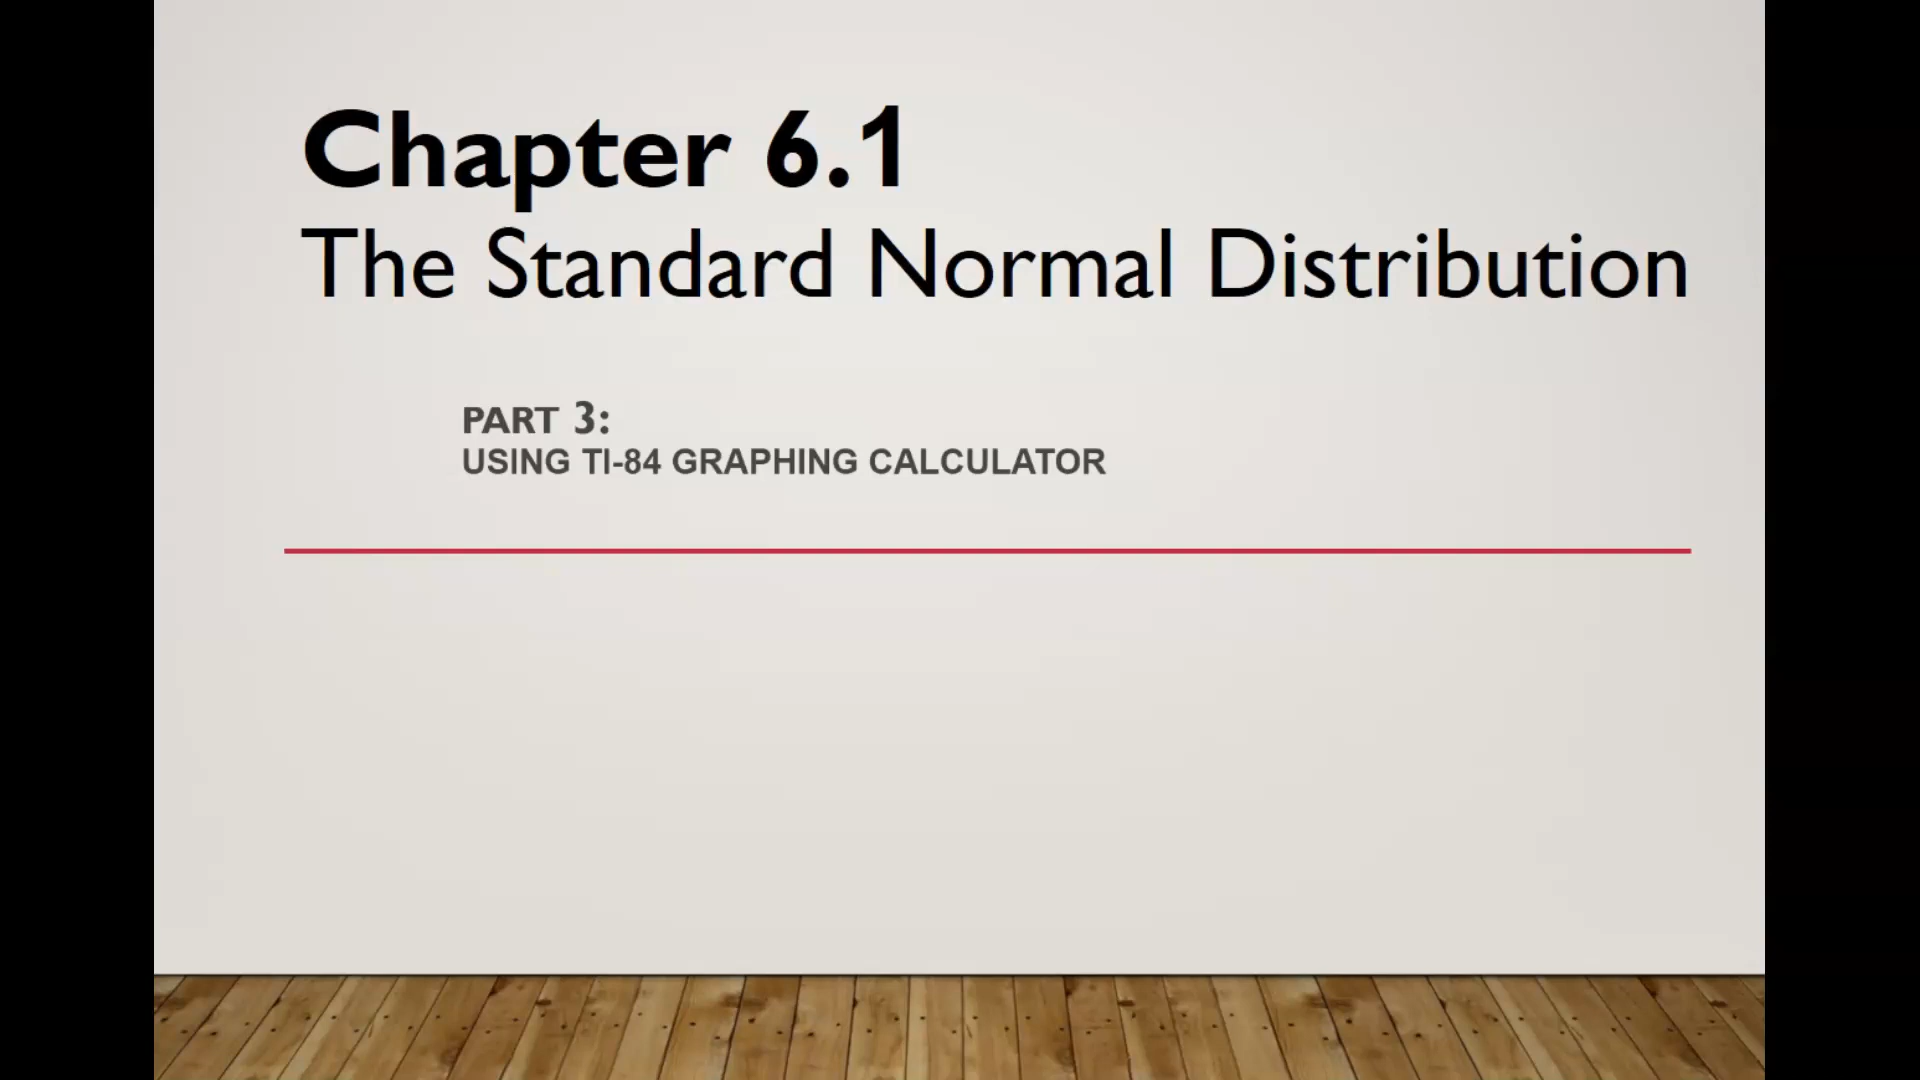 Chapter 6.1
The Standard Normal Distribution
PART 3:
USING TI-84 GRAPHING CALCULATOR